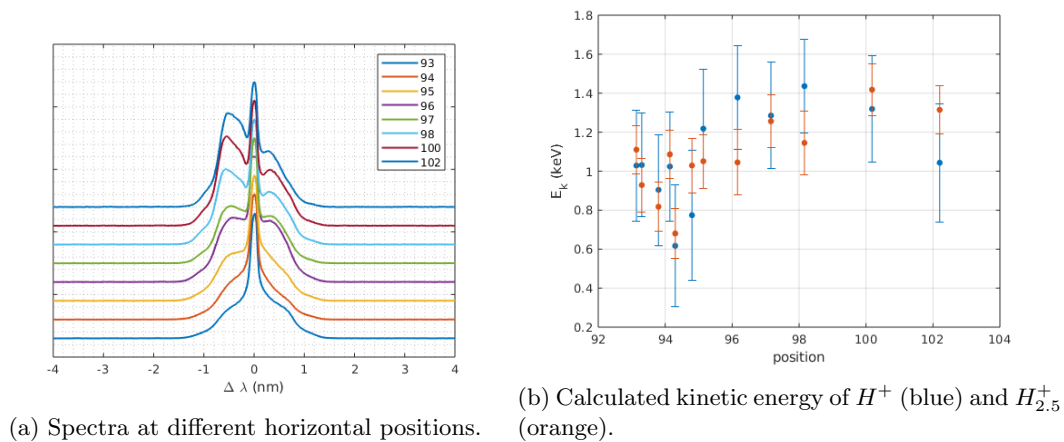 93
94
95
96
97
98
100
102
-4 -3 -2 -1 0 1 2 3 4
Δ λ (nm)
(a) Spectra at different horizontal positions.
1.8
1.6
1.4
1.2
1
0.8
0.6
0.4
0.2
E_k (keV)
92 94 96 98 100 102 104
position
(b) Calculated kinetic energy of H⁺ (blue) and H⁺₂.₅
(orange).